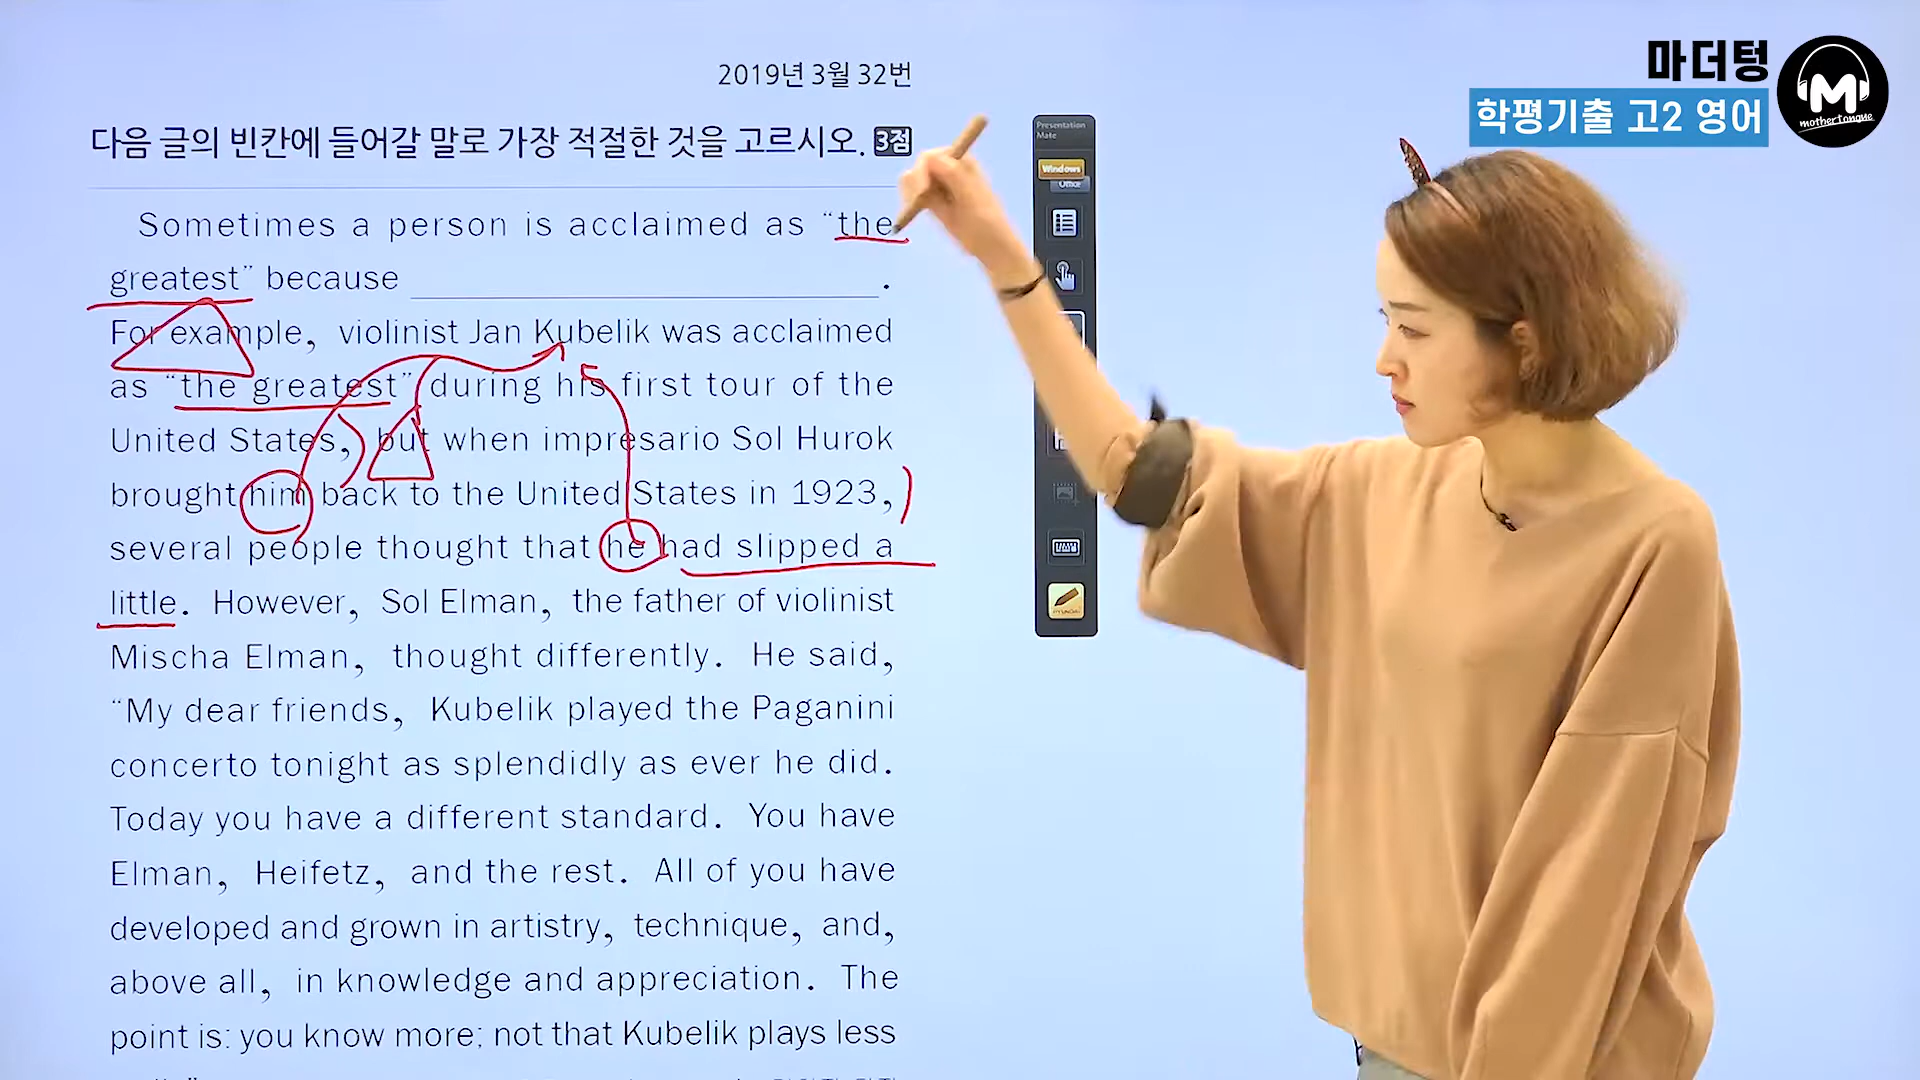 2019년 3월 32번
마더텅
학평기출 고2 영어
M
mothertongue
다음 글의 빈칸에 들어갈 말로 가장 적절한 것을 고르시오. 3점
Presentation
Mate
Windows
Office
Sometimes a person is acclaimed as “the
greatest” because ____________.
For example, violinist Jan Kubelik was acclaimed
as “the greatest” during his first tour of the
United States, but when impresario Sol Hurok
brought him back to the United States in 1923,
several people thought that he had slipped a
little. However, Sol Elman, the father of violinist
Mischa Elman, thought differently. He said,
“My dear friends, Kubelik played the Paganini
concerto tonight as splendidly as ever he did.
Today you have a different standard. You have
Elman, Heifetz, and the rest. All of you have
developed and grown in artistry, technique, and,
above all, in knowledge and appreciation. The
point is: you know more; not that Kubelik plays less